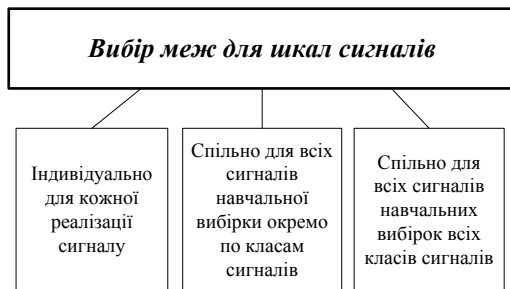 Вибір меж для шкал сигналів
Індивідуально
для кожної
реалізації
сигналу
Спільно для всіх
сигналів
навчальної
вибірки окремо
по класам
сигналів
Спільно для
всіх сигналів
навчальних
вибірок всіх
класів сигналів